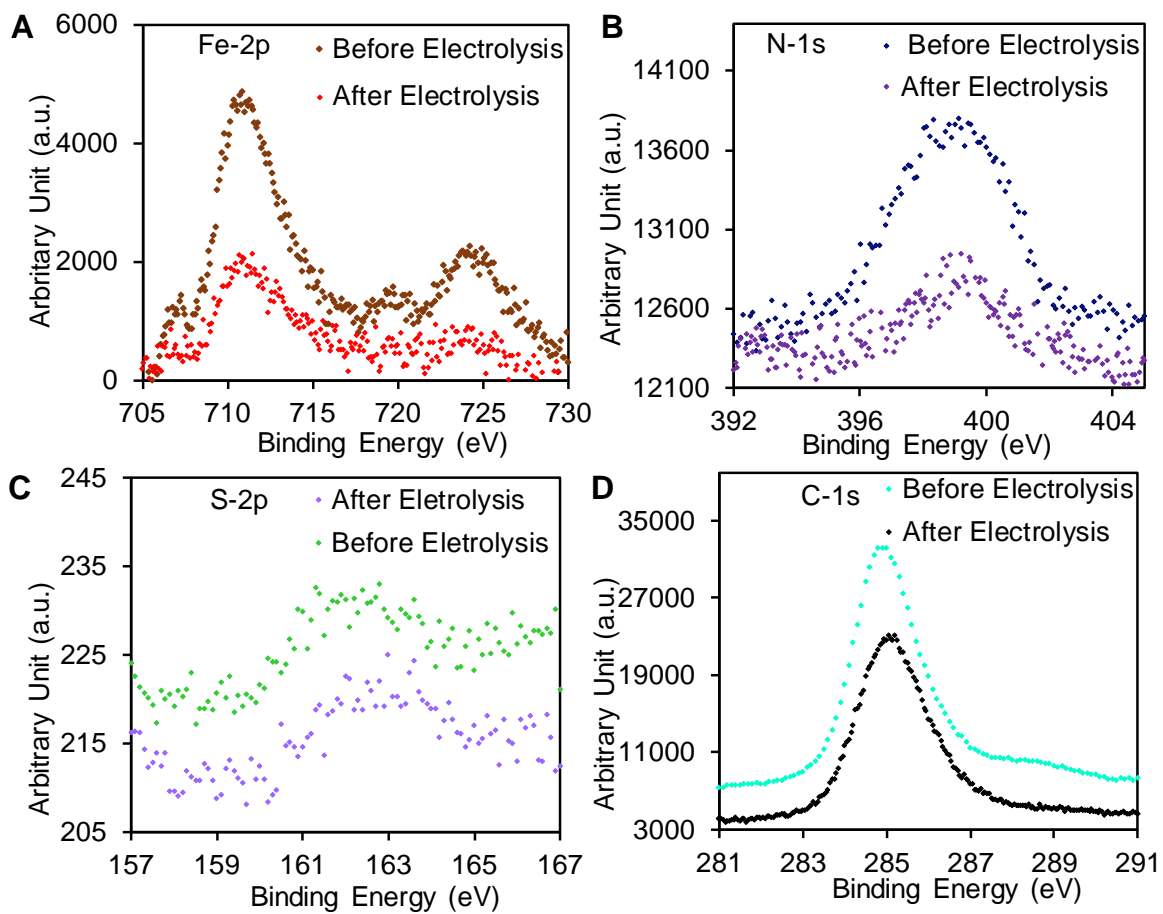 A
Fe-2p
Before Electrolysis
After Electrolysis
6000
4000
2000
0
Arbritary Unit (a.u.)
705 710 715 720 725 730
Binding Energy (eV)
B
N-1s
Before Electrolysis
After Electrolysis
14100
13600
13100
12600
12100
Arbitrary Unit (a.u.)
392 396 400 404
Binding Energy (eV)
C
S-2p
After Eletrolysis
Before Eletrolysis
245
235
225
215
205
Arbitrary Unit (a.u.)
157 159 161 163 165 167
Binding Energy (eV)
D
C-1s
Before Electrolysis
After Electrolysis
35000
27000
19000
11000
3000
Arbitrary Unit (a.u.)
281 283 285 287 289 291
Binding Energy (eV)